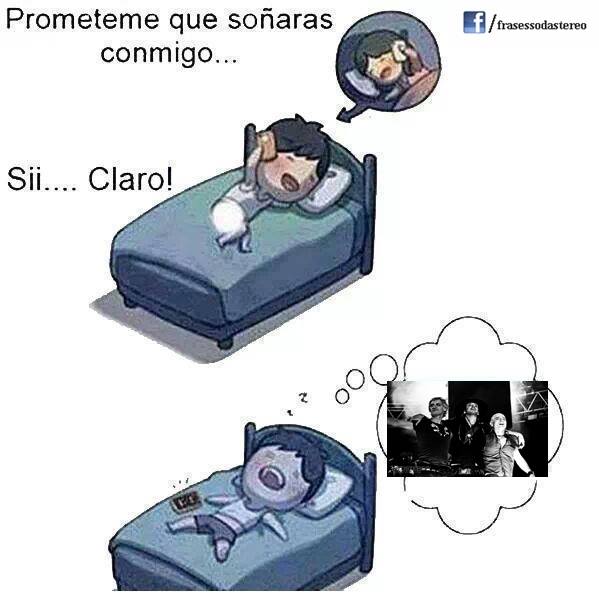 Prometeme que soñaras
conmigo...
f/frasessodastereo
Sii.... Claro!
z
z